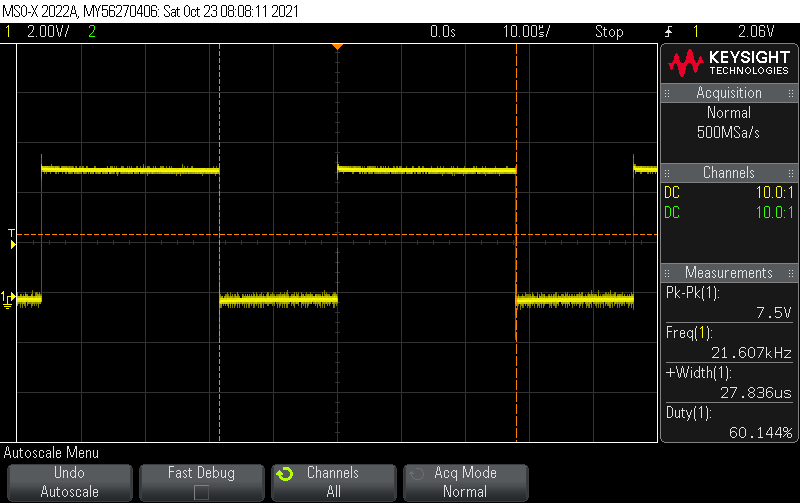 MSO-X 2022A, MY56270406: Sat Oct 23 08:08:11 2021
1 2.00V/ 2 0.0s 10.00us/ Stop 1 2.06V
KEYSIGHT
TECHNOLOGIES
Acquisition
Normal
500MSa/s
Channels
DC 10.0:1
DC 10.0:1
T
1
Measurements
Pk-Pk(1):
7.5V
Freq(1):
21.607kHz
+Width(1):
27.836us
Duty(1):
60.144%
Autoscale Menu
Undo
Autoscale
Fast Debug
Channels
All
Acq Mode
Normal